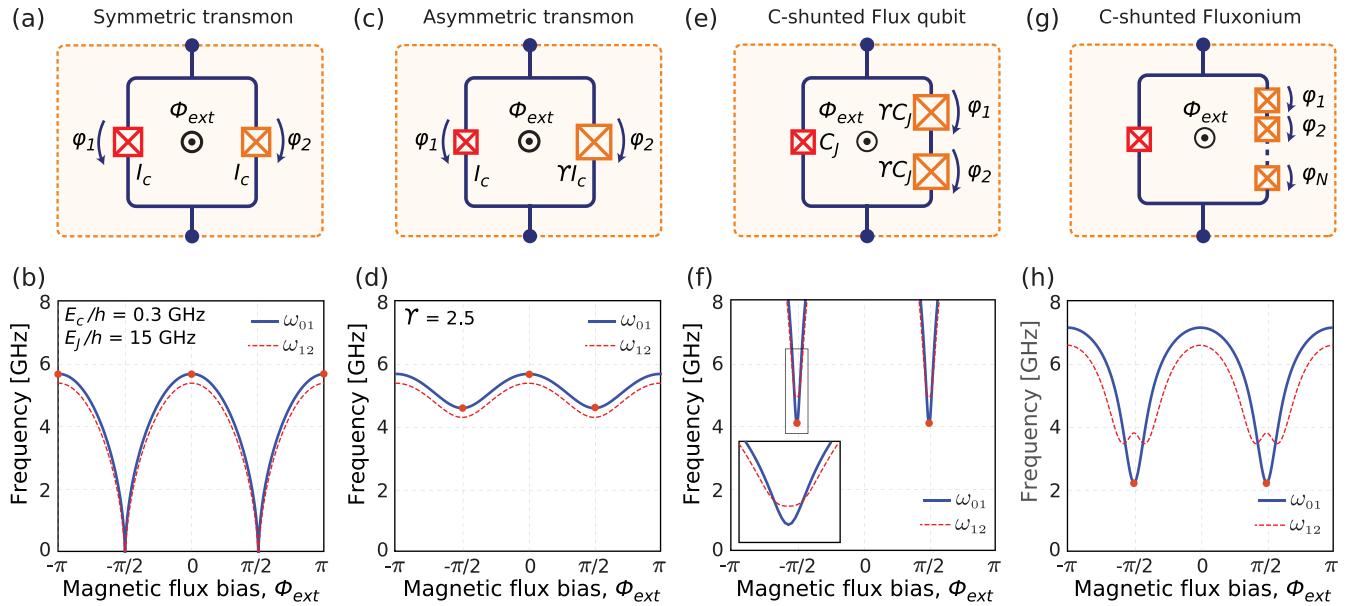 (a) Symmetric transmon
Φext
φ1 φ2
Ic Ic
(c) Asymmetric transmon
Φext
φ1 φ2
Ic ϒIc
(e) C-shunted Flux qubit
Φext ϒCJ φ1
CJ
ϒCJ φ2
(g) C-shunted Fluxonium
Φext φ1
φ2
φN
(b)
Frequency [GHz]
8
6
4
2
0
Ec/h = 0.3 GHz
EJ/h = 15 GHz
ω01
ω12
-π -π/2 0 π/2 π
Magnetic flux bias, Φext
(d)
Frequency [GHz]
8
6
4
2
0
ϒ = 2.5
ω01
ω12
-π -π/2 0 π/2 π
Magnetic flux bias, Φext
(f)
Frequency [GHz]
8
6
4
2
0
ω01
ω12
-π -π/2 0 π/2 π
Magnetic flux bias, Φext
(h)
Frequency [GHz]
8
6
4
2
0
ω01
ω12
-π -π/2 0 π/2 π
Magnetic flux bias, Φext